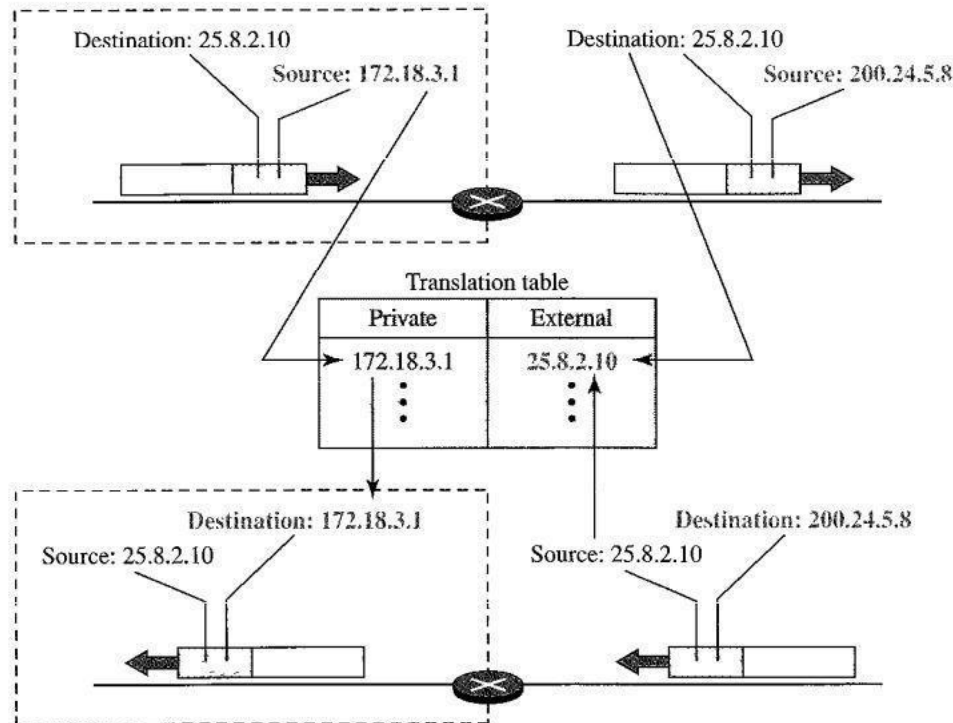 Destination: 25.8.2.10
Source: 172.18.3.1
Destination: 25.8.2.10
Source: 200.24.5.8
Translation table
Private External
172.18.3.1 25.8.2.10
Destination: 172.18.3.1
Source: 25.8.2.10
Destination: 200.24.5.8
Source: 25.8.2.10